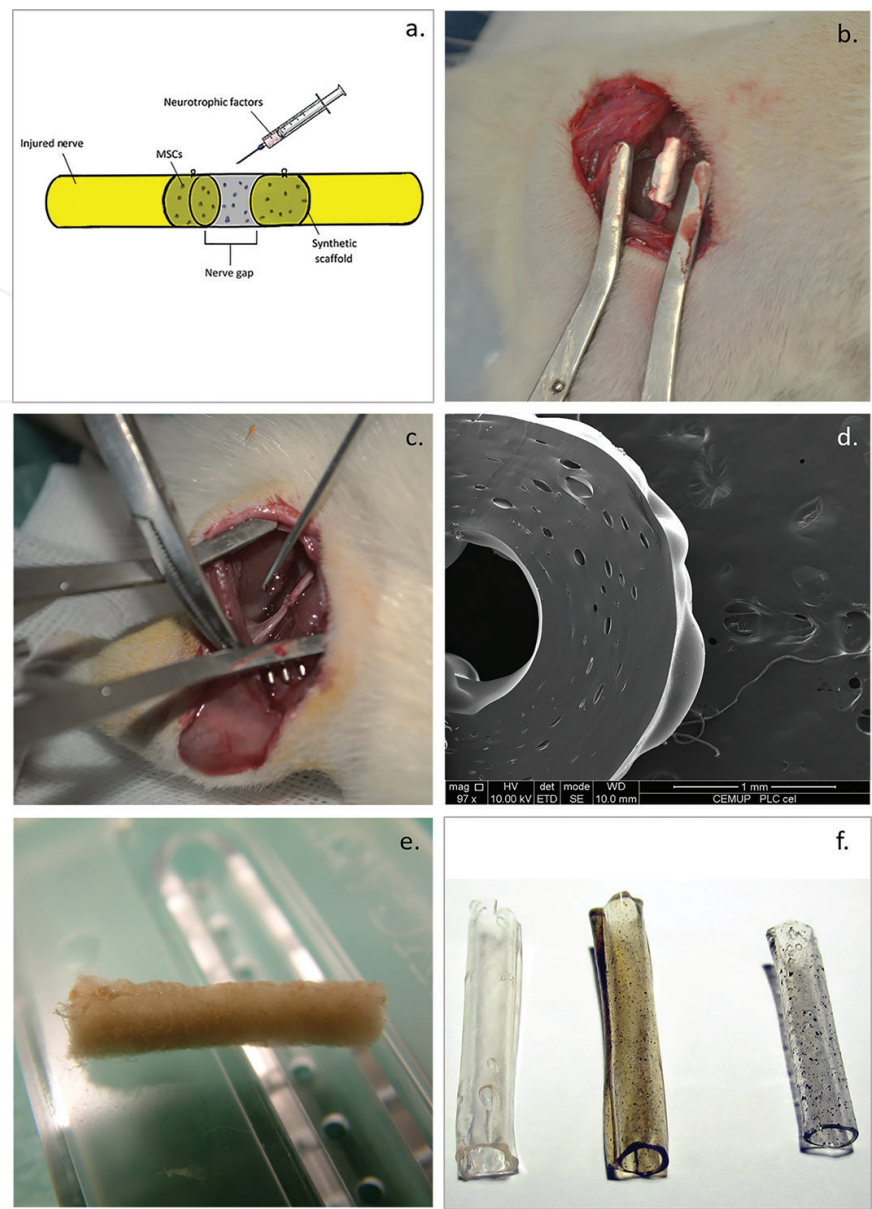 a.
Neurotrophic factors
Injured nerve
MSCs
Synthetic
scaffold
Nerve gap
b.
c.
d.
mag HV det mode WD 1 mm
97 x 10.00 kV ETD SE 10.0 mm CEMUP PLC cel
e.
f.